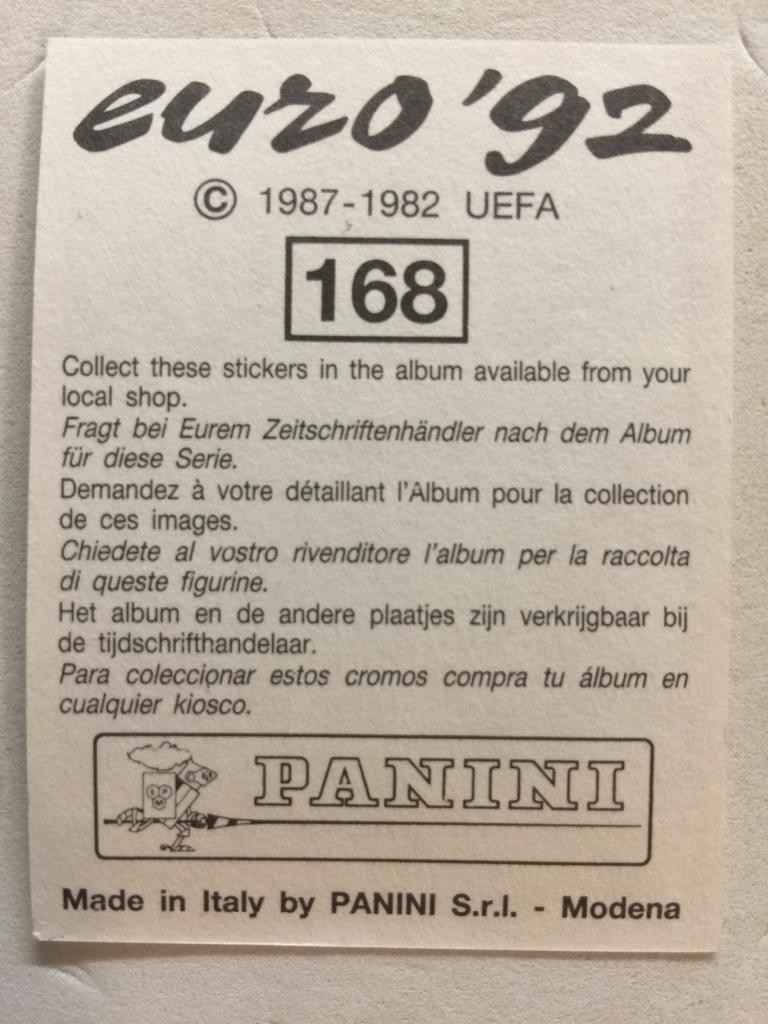 euro '92
© 1987-1982 UEFA
168
Collect these stickers in the album available from your
local shop.
Fragt bei Eurem Zeitschriftenhändler nach dem Album
für diese Serie.
Demandez à votre détaillant l'Album pour la collection
de ces images.
Chiedete al vostro rivenditore l'album per la raccolta
di queste figurine.
Het album en de andere plaatjes zijn verkrijgbaar bij
de tijdschrifthandelaar.
Para coleccionar estos cromos compra tu álbum en
cualquier kiosco.
PANINI
Made in Italy by PANINI S.r.l. - Modena